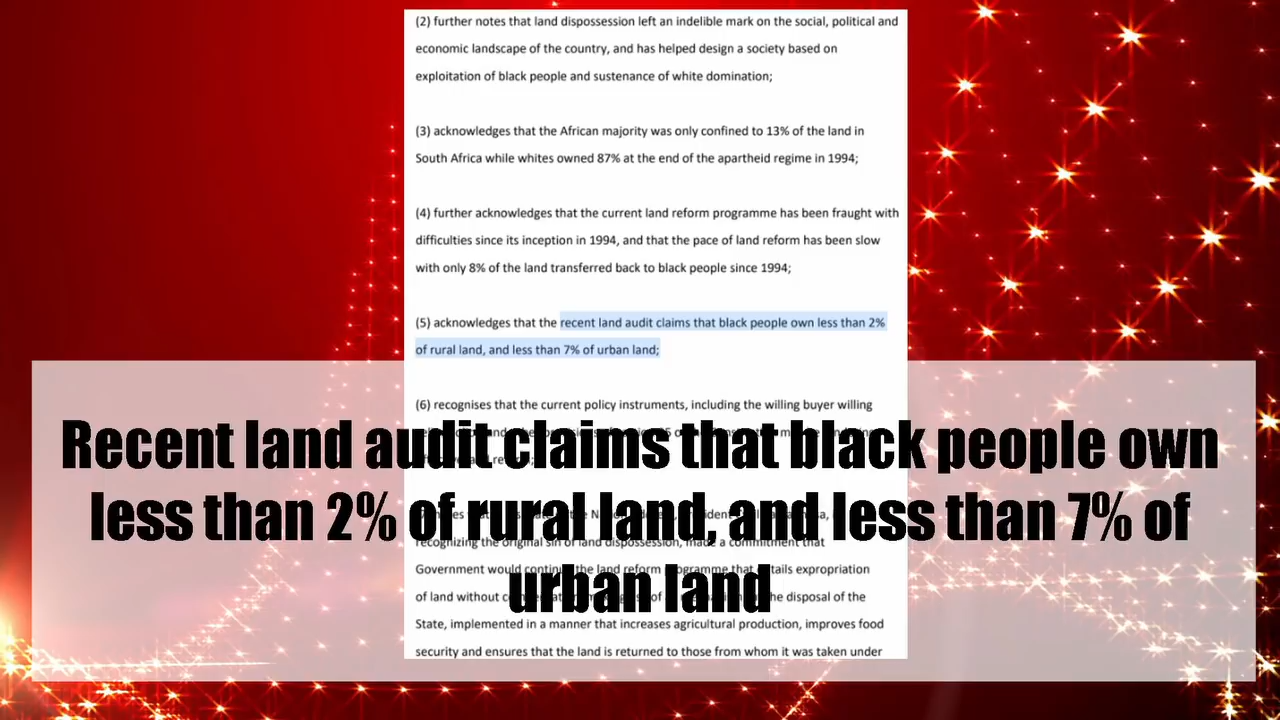 (2) further notes that land dispossession left an indelible mark on the social, political and
economic landscape of the country, and has helped design a society based on
exploitation of black people and sustenance of white domination;
(3) acknowledges that the African majority was only confined to 13% of the land in
South Africa while whites owned 87% at the end of the apartheid regime in 1994;
(4) further acknowledges that the current land reform programme has been fraught with
difficulties since its inception in 1994, and that the pace of land reform has been slow
with only 8% of the land transferred back to black people since 1994;
(5) acknowledges that the recent land audit claims that black people own less than 2%
of rural land, and less than 7% of urban land;
(6) recognises that the current policy instruments, including the willing buyer willing
Recent land audit claims that black people own
less than 2% of rural land, and less than 7% of
urban land
recognizing the original sin of land dispossession, made a commitment that
Government would the land reform expropriation
of land without of the disposal of the
State, implemented in a manner that increases agricultural production, improves food
security and ensures that the land is returned to those from whom it was taken under